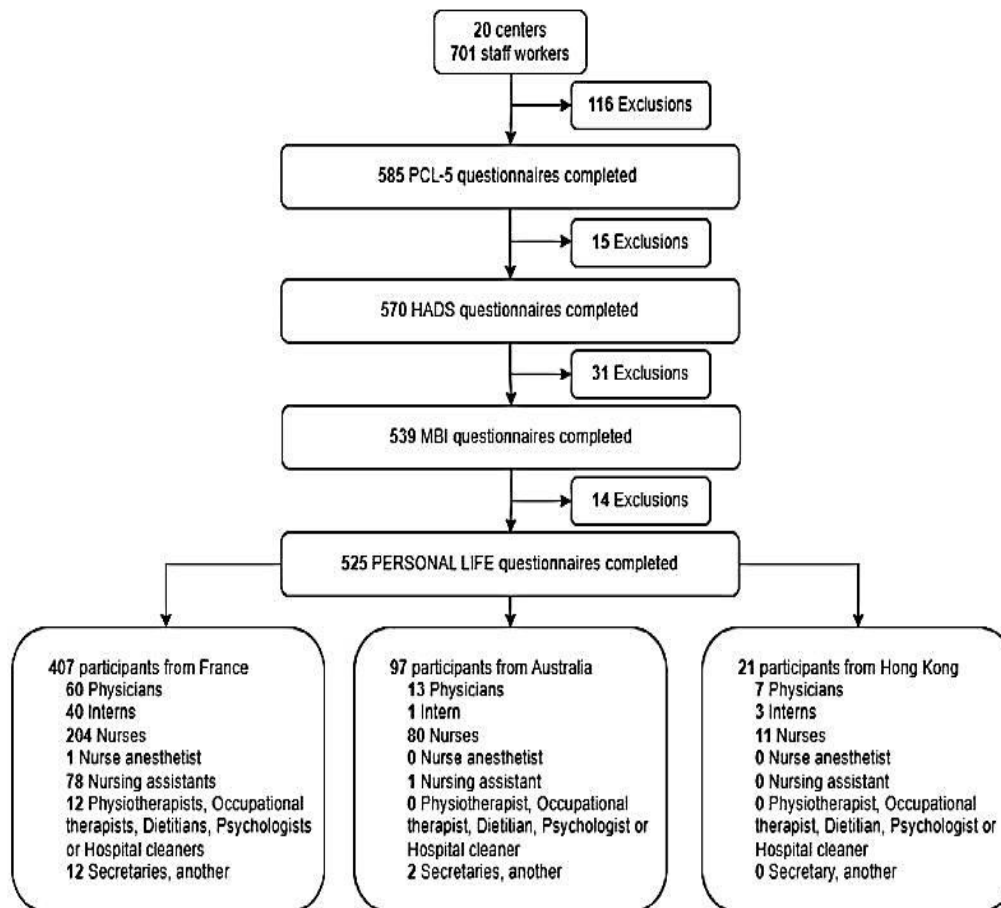 20 centers
701 staff workers
116 Exclusions
585 PCL-5 questionnaires completed
15 Exclusions
570 HADS questionnaires completed
31 Exclusions
539 MBI questionnaires completed
14 Exclusions
525 PERSONAL LIFE questionnaires completed
407 participants from France
60 Physicians
40 Interns
204 Nurses
1 Nurse anesthetist
78 Nursing assistants
12 Physiotherapists, Occupational
therapists, Dietitians, Psychologists
or Hospital cleaners
12 Secretaries, another
97 participants from Australia
13 Physicians
1 Intern
80 Nurses
0 Nurse anesthetist
1 Nursing assistant
0 Physiotherapist, Occupational
therapist, Dietitian, Psychologist or
Hospital cleaner
2 Secretaries, another
21 participants from Hong Kong
7 Physicians
3 Interns
11 Nurses
0 Nurse anesthetist
0 Nursing assistant
0 Physiotherapist, Occupational
therapist, Dietitian, Psychologist or
Hospital cleaner
0 Secretary, another